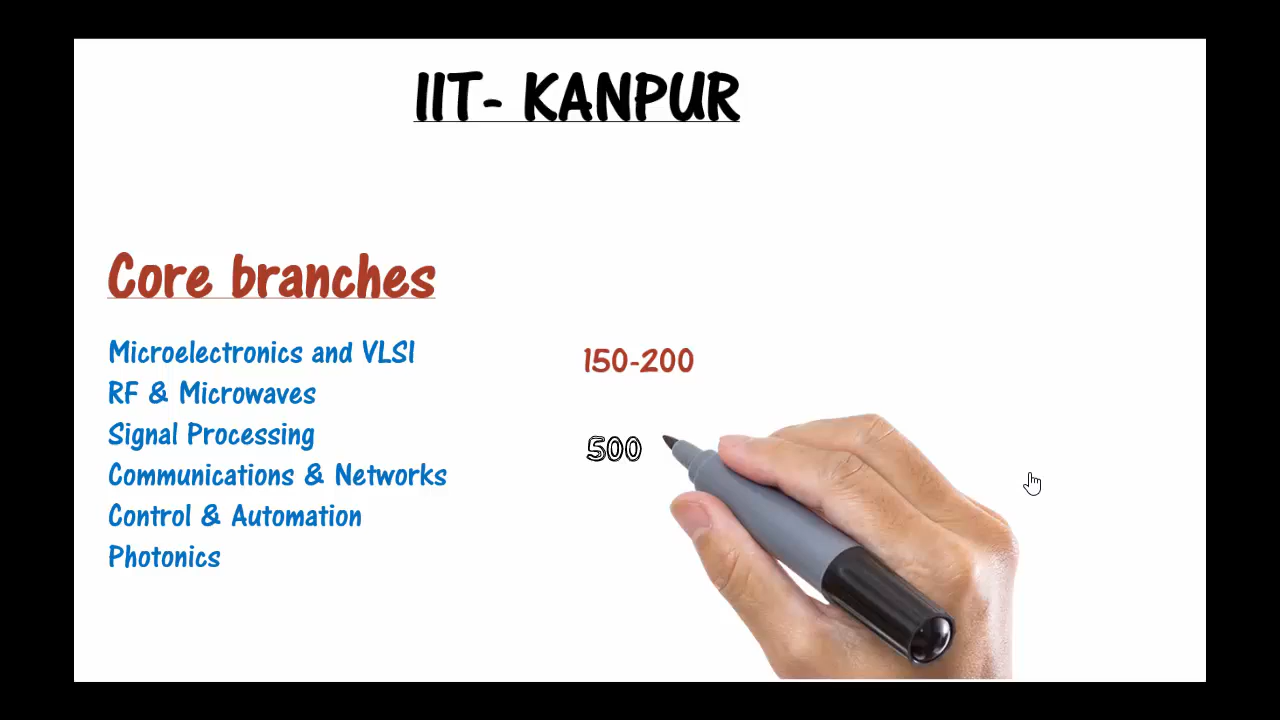 IIT- KANPUR
Core branches
Microelectronics and VLSI
RF & Microwaves
Signal Processing
Communications & Networks
Control & Automation
Photonics
150-200
500